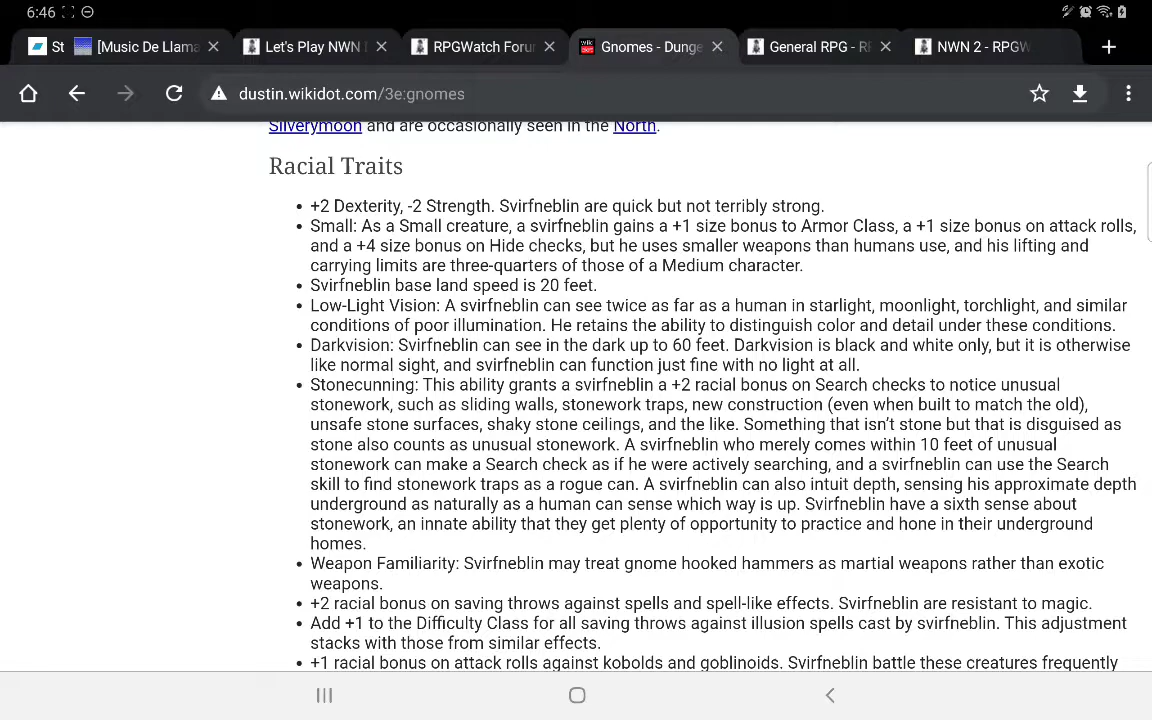 6:46
St
[Music De Llama
Let's Play NWN
RPGWatch Foru
Gnomes - Dunge
General RPG - R
NWN 2 - RPGW
dustin.wikidot.com/3e:gnomes
Silverymoon and are occasionally seen in the North.
Racial Traits
• +2 Dexterity, -2 Strength. Svirfneblin are quick but not terribly strong.
• Small: As a Small creature, a svirfneblin gains a +1 size bonus to Armor Class, a +1 size bonus on attack rolls,
and a +4 size bonus on Hide checks, but he uses smaller weapons than humans use, and his lifting and
carrying limits are three-quarters of those of a Medium character.
• Svirfneblin base land speed is 20 feet.
• Low-Light Vision: A svirfneblin can see twice as far as a human in starlight, moonlight, torchlight, and similar
conditions of poor illumination. He retains the ability to distinguish color and detail under these conditions.
• Darkvision: Svirfneblin can see in the dark up to 60 feet. Darkvision is black and white only, but it is otherwise
like normal sight, and svirfneblin can function just fine with no light at all.
• Stonecunning: This ability grants a svirfneblin a +2 racial bonus on Search checks to notice unusual
stonework, such as sliding walls, stonework traps, new construction (even when built to match the old),
unsafe stone surfaces, shaky stone ceilings, and the like. Something that isn’t stone but that is disguised as
stone also counts as unusual stonework. A svirfneblin who merely comes within 10 feet of unusual
stonework can make a Search check as if he were actively searching, and a svirfneblin can use the Search
skill to find stonework traps as a rogue can. A svirfneblin can also intuit depth, sensing his approximate depth
underground as naturally as a human can sense which way is up. Svirfneblin have a sixth sense about
stonework, an innate ability that they get plenty of opportunity to practice and hone in their underground
homes.
• Weapon Familiarity: Svirfneblin may treat gnome hooked hammers as martial weapons rather than exotic
weapons.
• +2 racial bonus on saving throws against spells and spell-like effects. Svirfneblin are resistant to magic.
• Add +1 to the Difficulty Class for all saving throws against illusion spells cast by svirfneblin. This adjustment
stacks with those from similar effects.
• +1 racial bonus on attack rolls against kobolds and goblinoids. Svirfneblin battle these creatures frequently